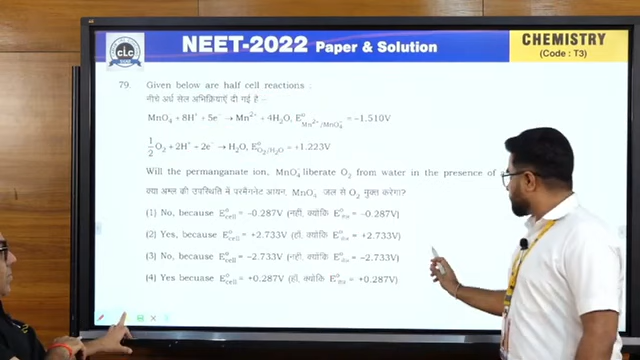 CLC
NEET-2022 Paper & Solution
CHEMISTRY
(Code : T3)
79. Given below are half cell reactions :
नीचे अर्ध सेल अभिक्रियाएँ दी गई है :-
MnO₄⁻ + 8H⁺ + 5e⁻ → Mn²⁺ + 4H₂O, E°Mn²⁺/MnO₄⁻ = −1.510V
1/2 O₂ + 2H⁺ + 2e⁻ → H₂O, E°O₂/H₂O = +1.223V
Will the permanganate ion, MnO₄⁻ liberate O₂ from water in the presence of
क्या अम्ल की उपस्थिति में परमैंगनेट आयन, MnO₄⁻ जल से O₂ मुक्त करेगा?
(1) No, because E°cell = −0.287V (नहीं, क्योंकि E°सेल = −0.287V)
(2) Yes, because E°cell = +2.733V (हाँ, क्योंकि E°सेल = +2.733V)
(3) No, because E°cell = −2.733V (नहीं, क्योंकि E°सेल = −2.733V)
(4) Yes becuase E°cell = +0.287V (हाँ, क्योंकि E°सेल = +0.287V)